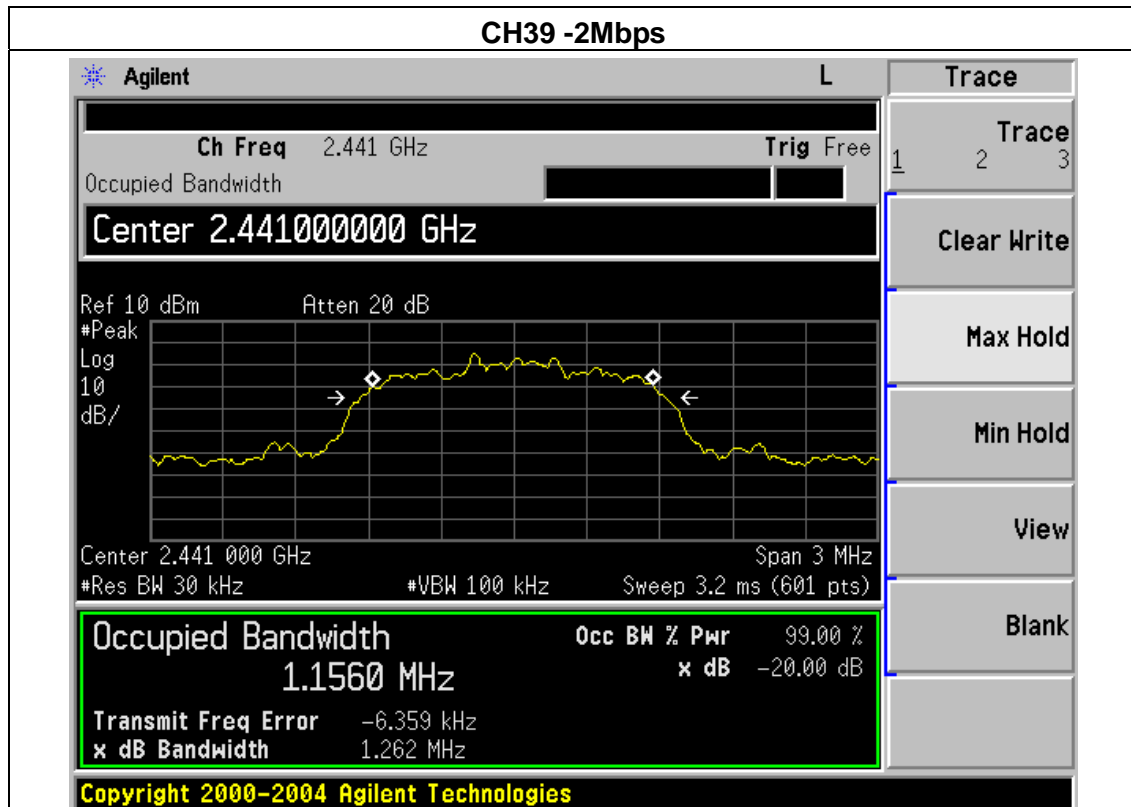 CH39 -2Mbps
Agilent L Trace
Ch Freq 2.441 GHz Trig Free
Occupied Bandwidth
Center 2.441000000 GHz
Ref 10 dBm Atten 20 dB
#Peak
Log
10
dB/
Center 2.441 000 GHz Span 3 MHz
#Res BW 30 kHz #VBW 100 kHz Sweep 3.2 ms (601 pts)
Occupied Bandwidth Occ BW % Pwr 99.00 %
1.1560 MHz x dB -20.00 dB
Transmit Freq Error -6.359 kHz
x dB Bandwidth 1.262 MHz
Copyright 2000-2004 Agilent Technologies
Trace
1 2 3
Clear Write
Max Hold
Min Hold
View
Blank